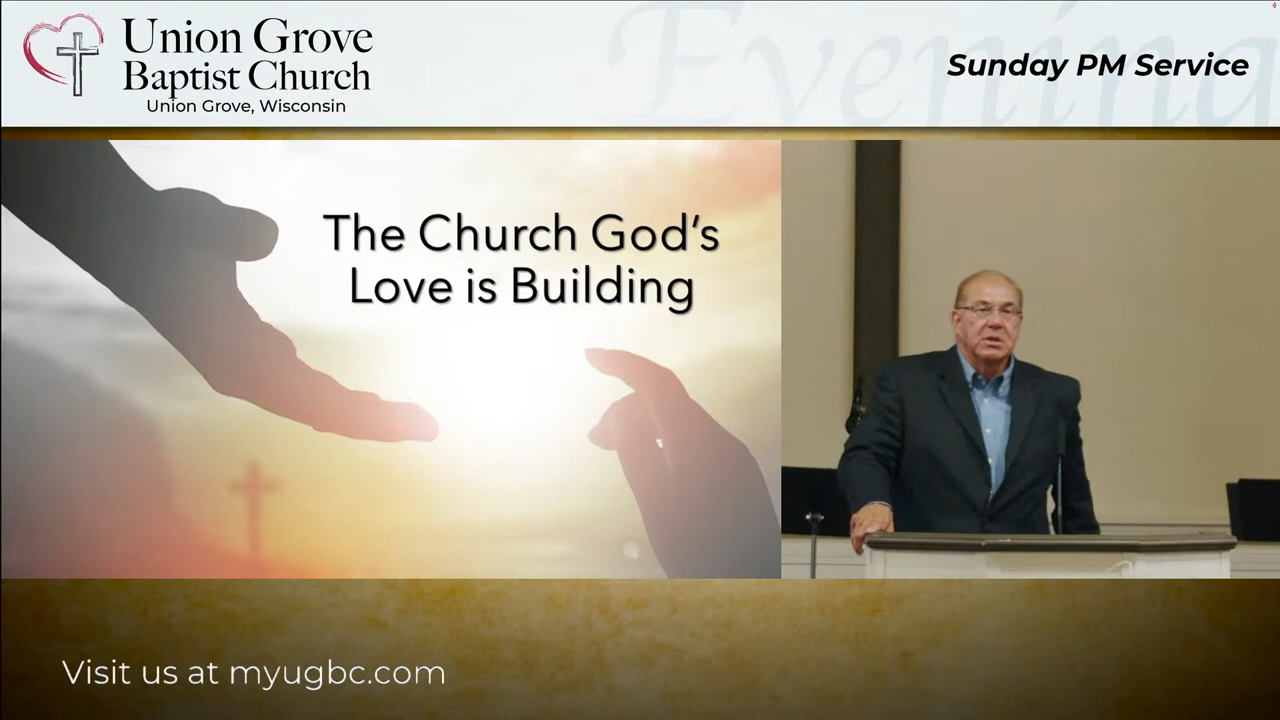 Union Grove
Baptist Church
Union Grove, Wisconsin
Evening
Sunday PM Service
The Church God's
Love is Building
Visit us at myugbc.com